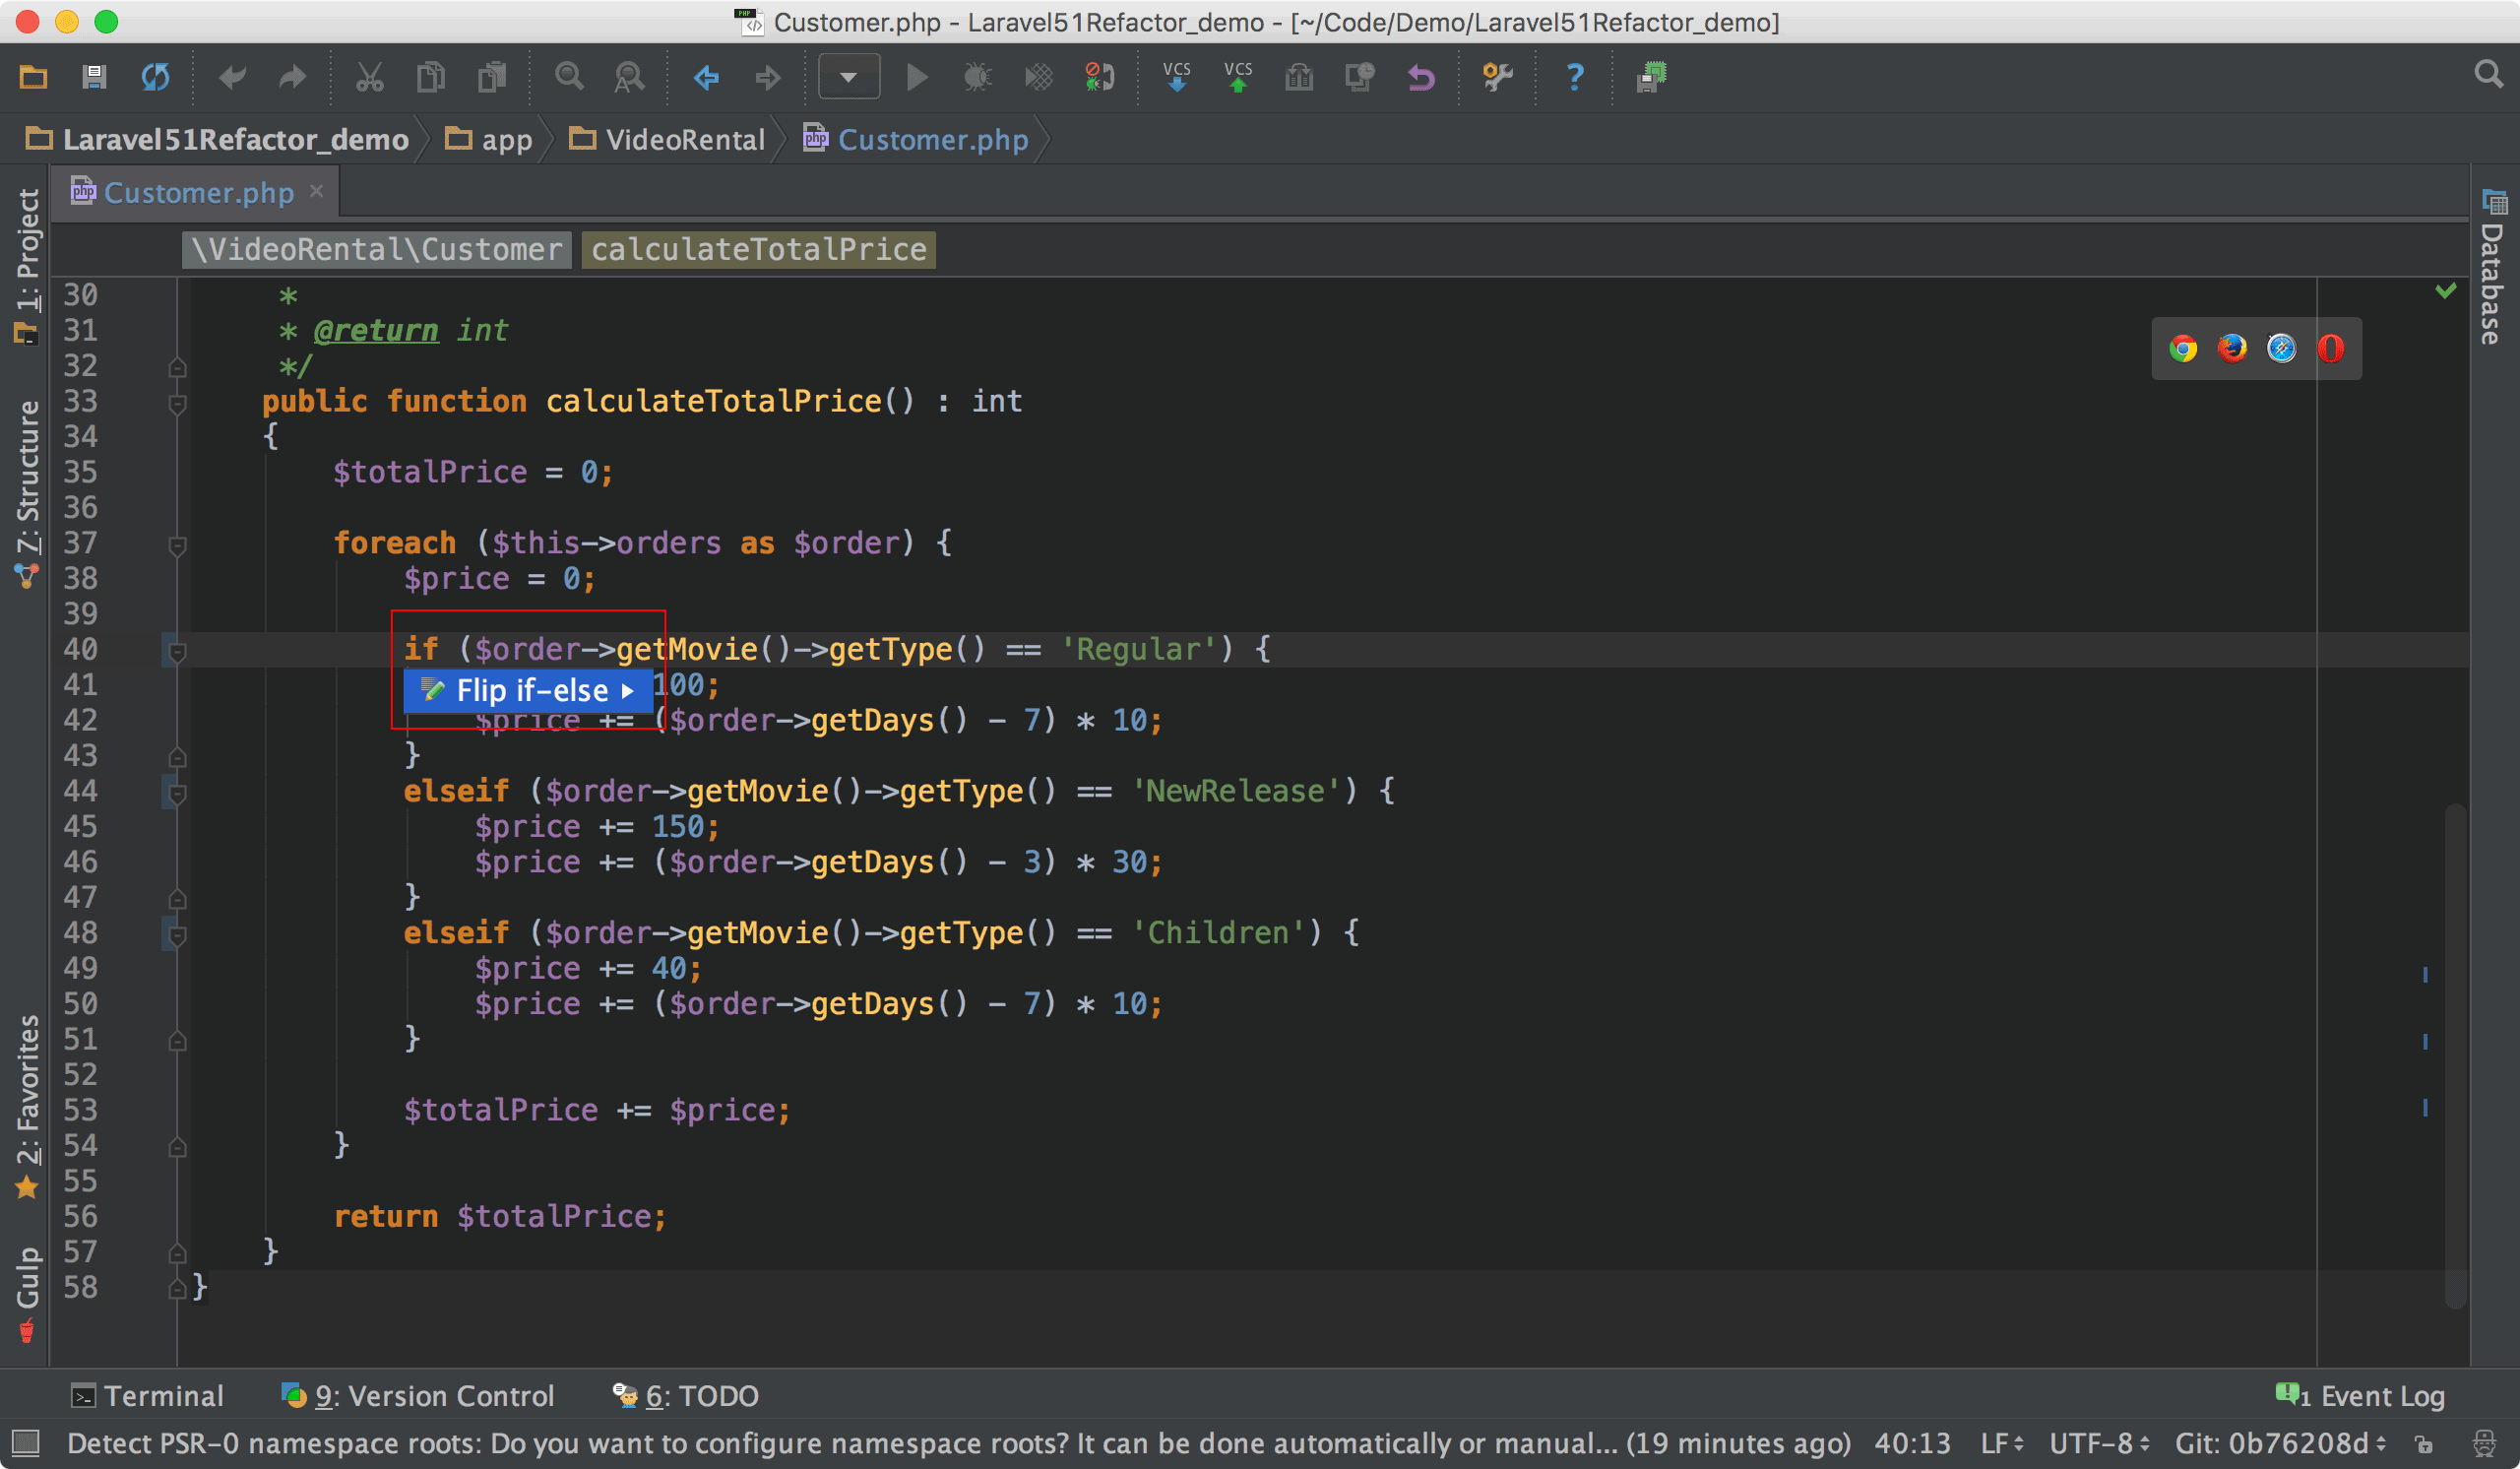 Customer.php - Laravel51Refactor_demo - [~/Code/Demo/Laravel51Refactor_demo]
VCS VCS ?
Laravel51Refactor_demo app VideoRental Customer.php
Customer.php ×
1: Project
7: Structure
2: Favorites
Gulp
Database
\VideoRental\Customer calculateTotalPrice
30 *
31 * @return int
32 */
33 public function calculateTotalPrice() : int
34 {
35 $totalPrice = 0;
36
37 foreach ($this->orders as $order) {
38 $price = 0;
39
40 if ($order->getMovie()->getType() == 'Regular') {
41 Flip if-else 100;
42 $price += ($order->getDays() - 7) * 10;
43 }
44 elseif ($order->getMovie()->getType() == 'NewRelease') {
45 $price += 150;
46 $price += ($order->getDays() - 3) * 30;
47 }
48 elseif ($order->getMovie()->getType() == 'Children') {
49 $price += 40;
50 $price += ($order->getDays() - 7) * 10;
51 }
52
53 $totalPrice += $price;
54 }
55
56 return $totalPrice;
57 }
58 }
Terminal 9: Version Control 6: TODO 1 Event Log
Detect PSR-0 namespace roots: Do you want to configure namespace roots? It can be done automatically or manual... (19 minutes ago) 40:13 LF UTF-8 Git: 0b76208d